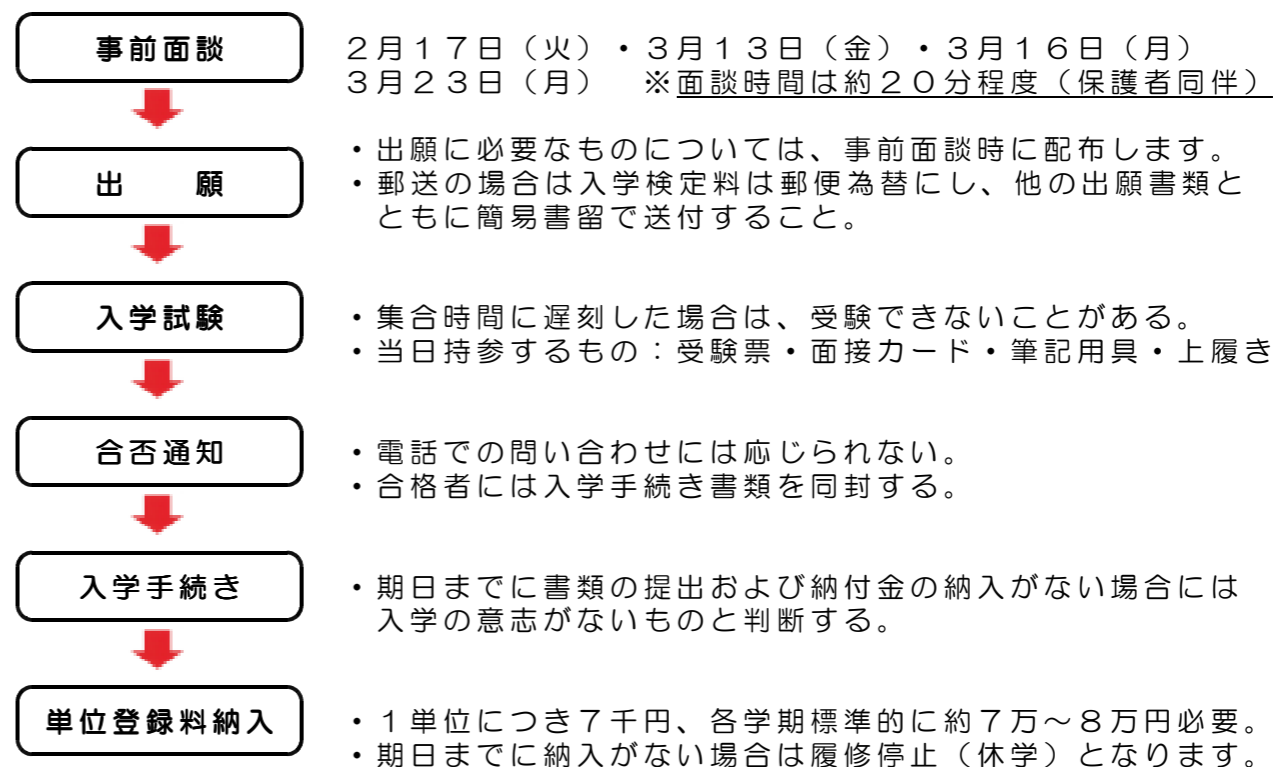 事前面談
２月１７日（火）・３月１３日（金）・３月１６日（月）
３月２３日（月）　※面談時間は約２０分程度（保護者同伴）
出　　願
・出願に必要なものについては、事前面談時に配布します。
・郵送の場合は入学検定料は郵便為替にし、他の出願書類と
ともに簡易書留で送付すること。
入学試験
・集合時間に遅刻した場合は、受験できないことがある。
・当日持参するもの：受験票・面接カード・筆記用具・上履き
合否通知
・電話での問い合わせには応じられない。
・合格者には入学手続き書類を同封する。
入学手続き
・期日までに書類の提出および納付金の納入がない場合には
入学の意志がないものと判断する。
単位登録料納入
・１単位につき７千円、各学期標準的に約７万～８万円必要。
・期日までに納入がない場合は履修停止（休学）となります。